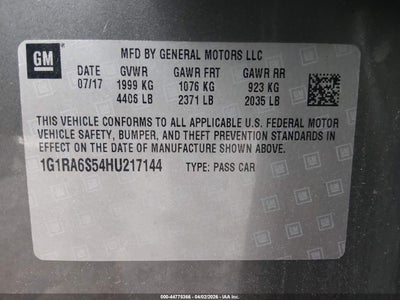 GM
MFD BY GENERAL MOTORS LLC
DATE GVWR GAWR FRT GAWR RR
07/17 1999 KG 1076 KG 923 KG
4405 LB 2371 LB 2035 LB
THIS VEHICLE CONFORMS TO ALL APPLICABLE U.S. FEDERAL MOTOR
VEHICLE SAFETY, BUMPER, AND THEFT PREVENTION STANDARDS IN
EFFECT ON THE DATE OF MANUFACTURE SHOWN ABOVE.
1G1RA6S54HU217144 TYPE: PASS CAR
200-44779368 - 04/02/2026 - IAA Inc.